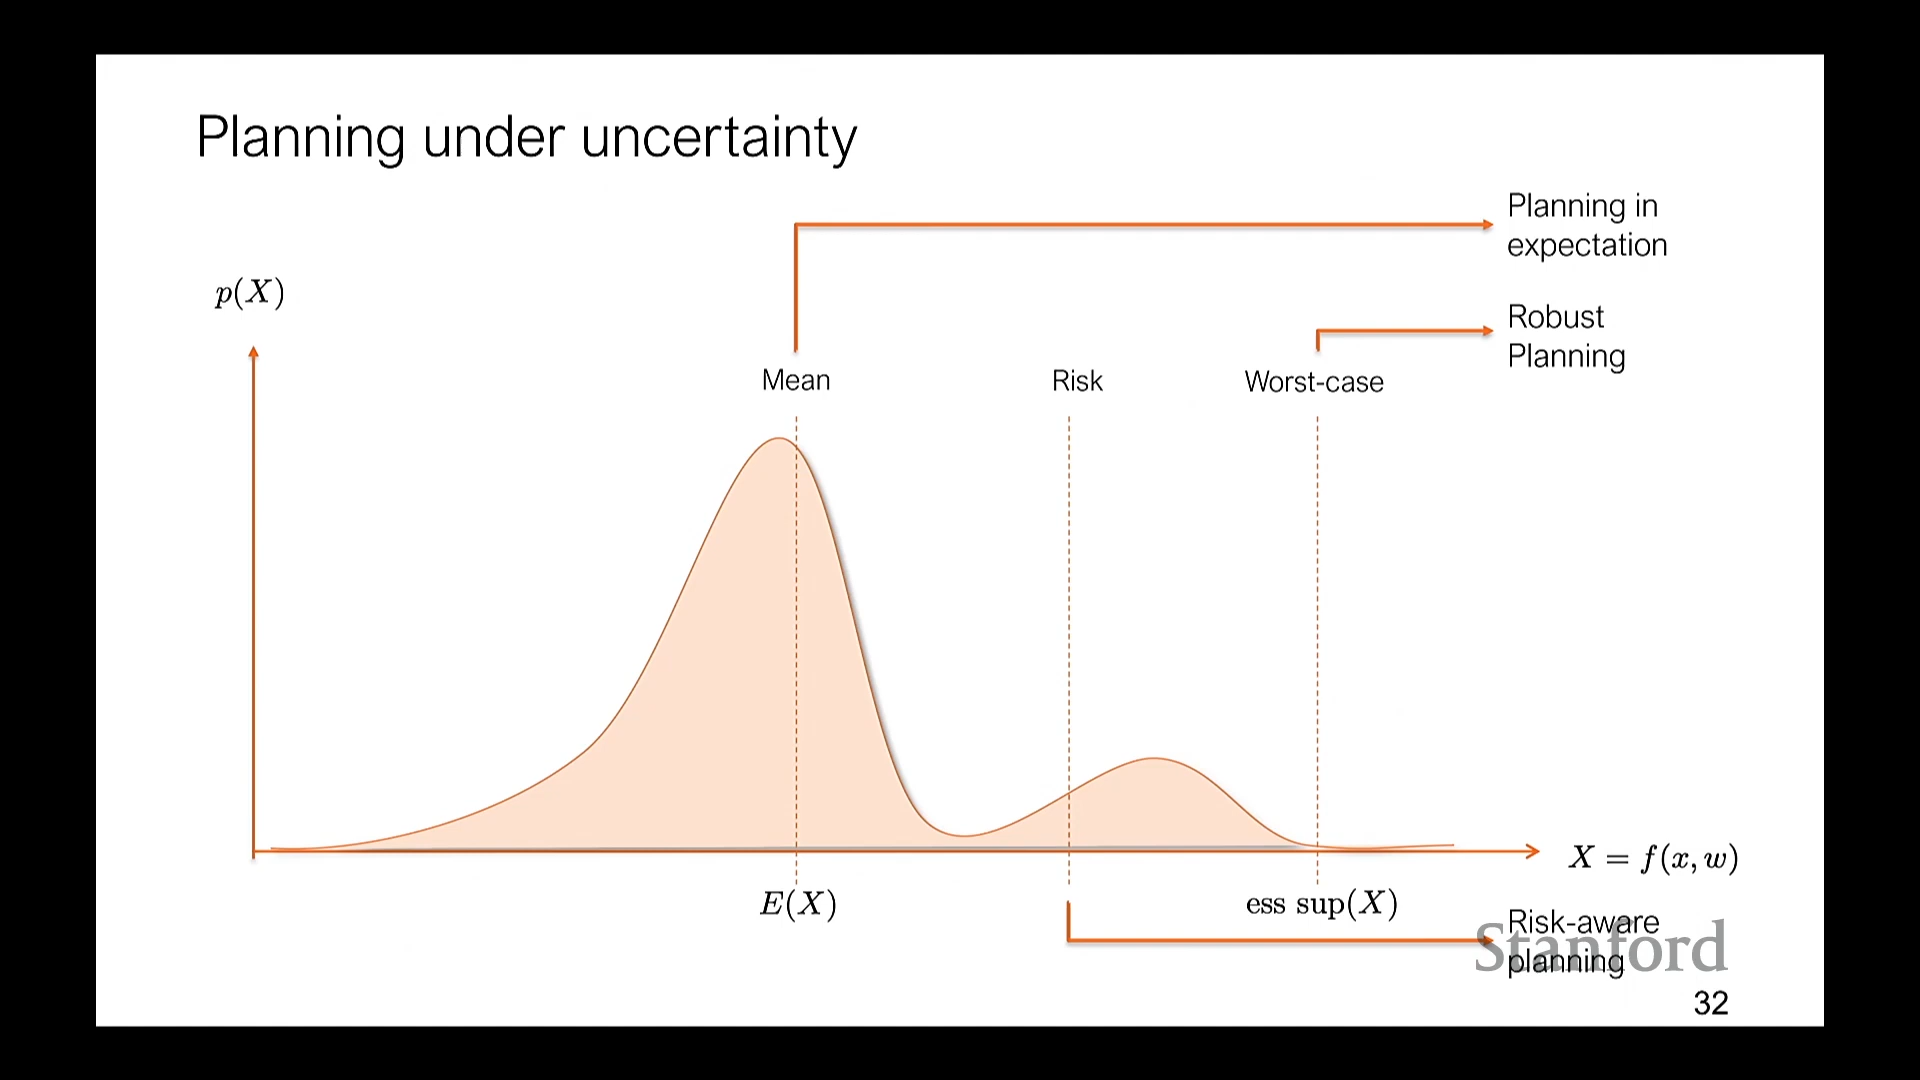 Planning under uncertainty
Planning in
expectation
p(X)
Robust
Planning
Mean
Risk
Worst-case
X = f(x, w)
E(X)
ess sup(X)
Risk-aware
planning
Stanford
32